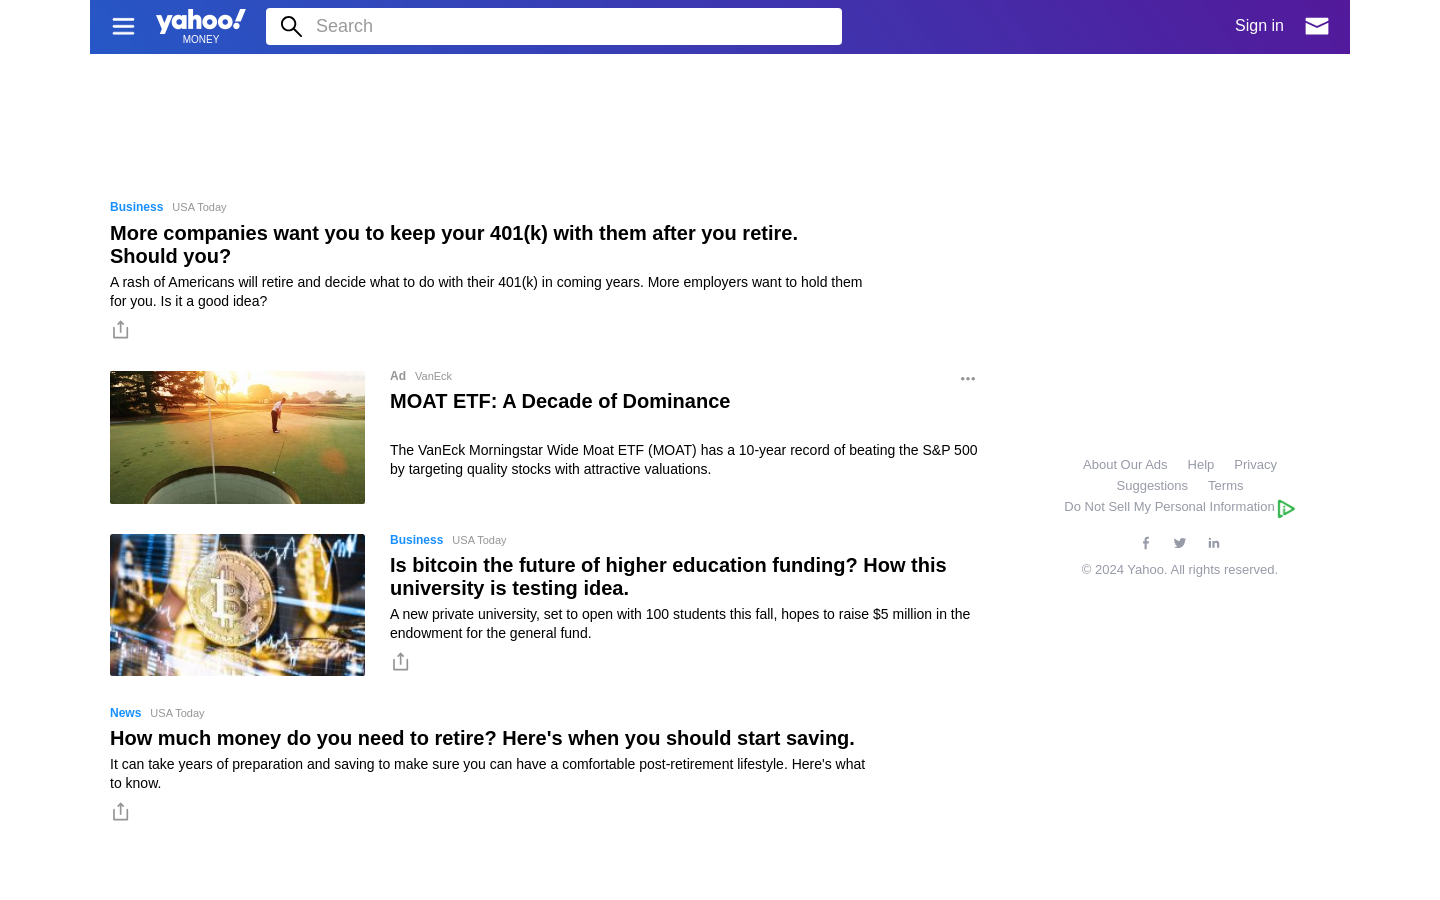 yahoo!
MONEY
Search
Sign in
Business USA Today
More companies want you to keep your 401(k) with them after you retire.
Should you?
A rash of Americans will retire and decide what to do with their 401(k) in coming years. More employers want to hold them
for you. Is it a good idea?
Ad VanEck
MOAT ETF: A Decade of Dominance
The VanEck Morningstar Wide Moat ETF (MOAT) has a 10-year record of beating the S&P 500
by targeting quality stocks with attractive valuations.
Business USA Today
Is bitcoin the future of higher education funding? How this
university is testing idea.
A new private university, set to open with 100 students this fall, hopes to raise $5 million in the
endowment for the general fund.
News USA Today
How much money do you need to retire? Here's when you should start saving.
It can take years of preparation and saving to make sure you can have a comfortable post-retirement lifestyle. Here's what
to know.
About Our Ads Help Privacy
Suggestions Terms
Do Not Sell My Personal Information
© 2024 Yahoo. All rights reserved.